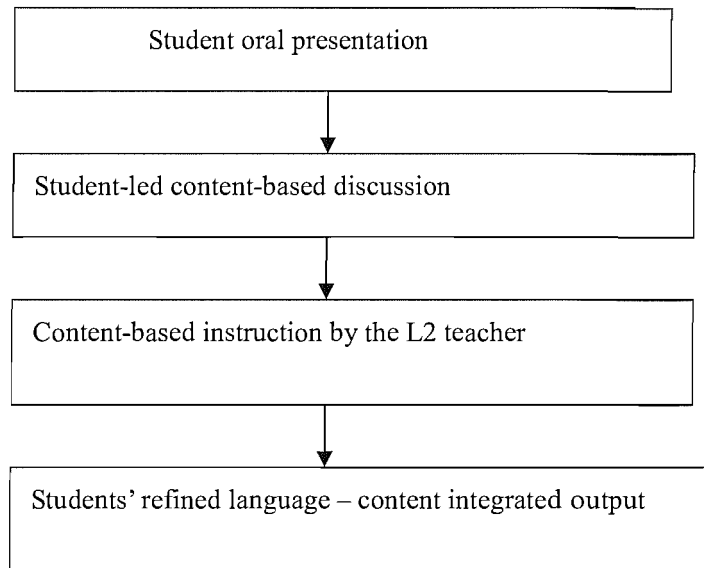 Student oral presentation
Student-led content-based discussion
Content-based instruction by the L2 teacher
Students’ refined language – content integrated output